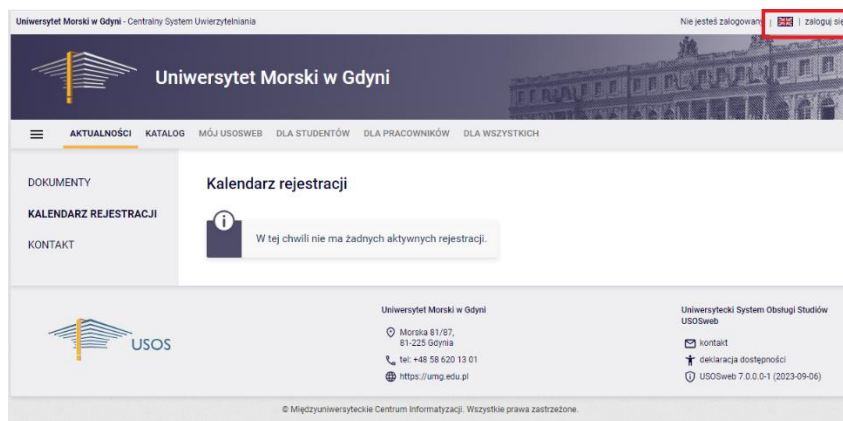 Uniwersytet Morski w Gdyni - Centralny System Uwierzytelniania
Nie jesteś zalogowany | | zaloguj się
Uniwersytet Morski w Gdyni
AKTUALNOŚCI KATALOG MÓJ USOSWEB DLA STUDENTÓW DLA PRACOWNIKÓW DLA WSZYSTKICH
DOKUMENTY
KALENDARZ REJESTRACJI
KONTAKT
Kalendarz rejestracji
W tej chwili nie ma żadnych aktywnych rejestracji.
USOS
Uniwersytet Morski w Gdyni
Morska 81/87,
81-225 Gdynia
tel: +48 58 620 13 01
https://umg.edu.pl
Uniwersytecki System Obsługi Studiów
USOSweb
kontakt
deklaracja dostępności
USOSweb 7.0.0.0-1 (2023-09-06)
© Międzyuniwersyteckie Centrum Informatyzacji. Wszystkie prawa zastrzeżone.